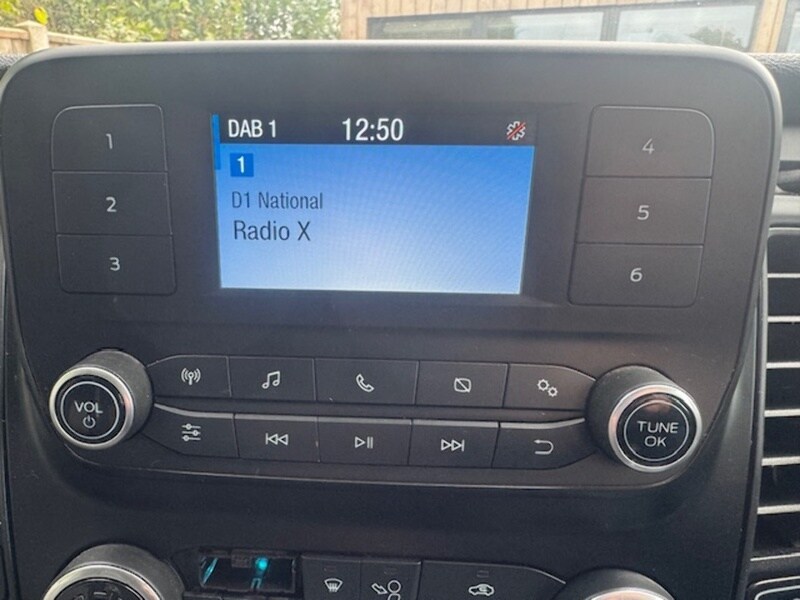 DAB 1 12:50
1
D1 National
Radio X
1
2
3
4
5
6
VOL
TUNE
OK